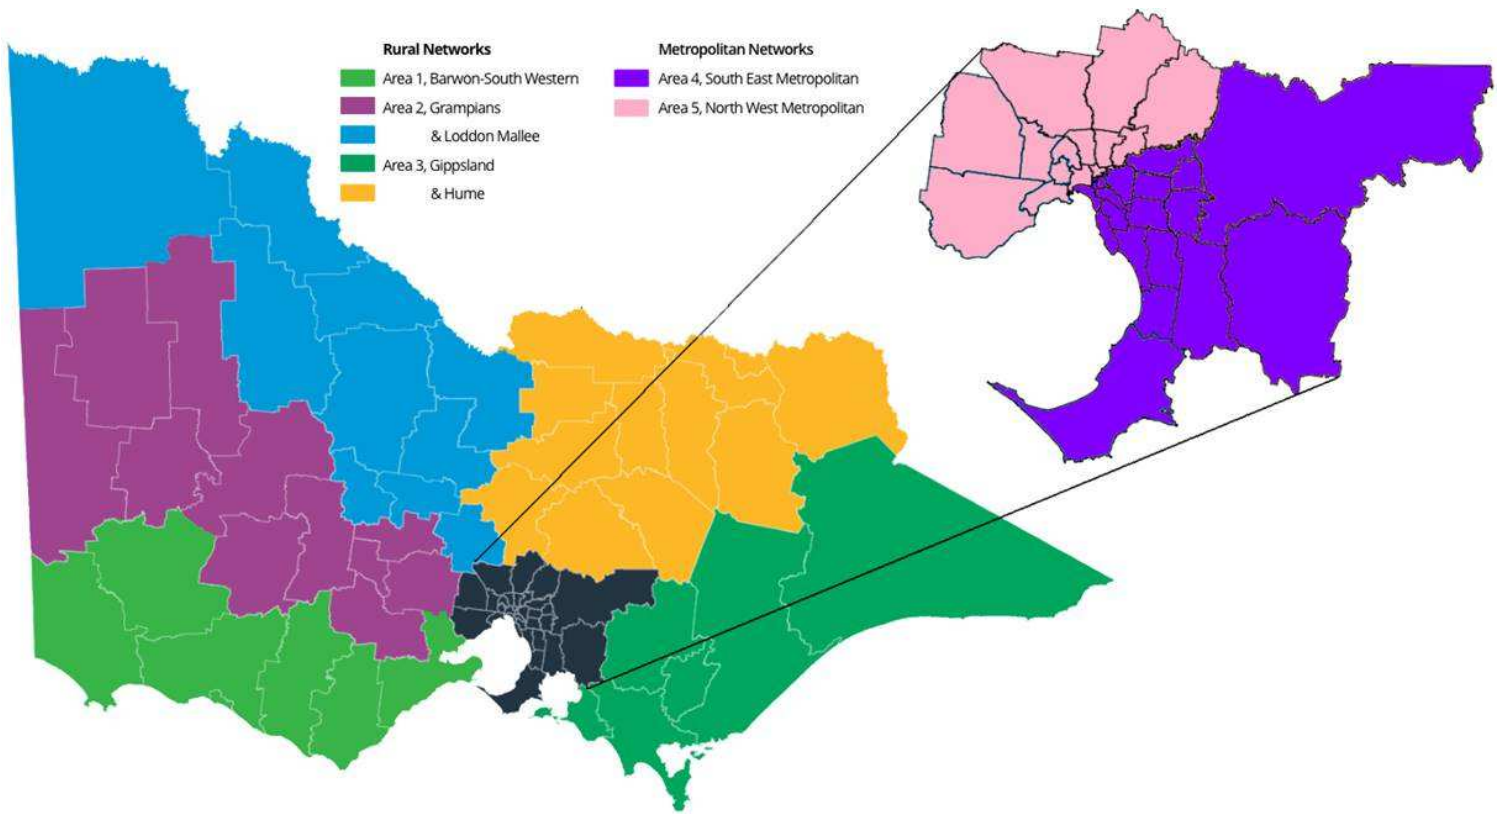 Rural Networks
Area 1, Barwon-South Western
Area 2, Grampians
& Loddon Mallee
Area 3, Gippsland
& Hume
Metropolitan Networks
Area 4, South East Metropolitan
Area 5, North West Metropolitan